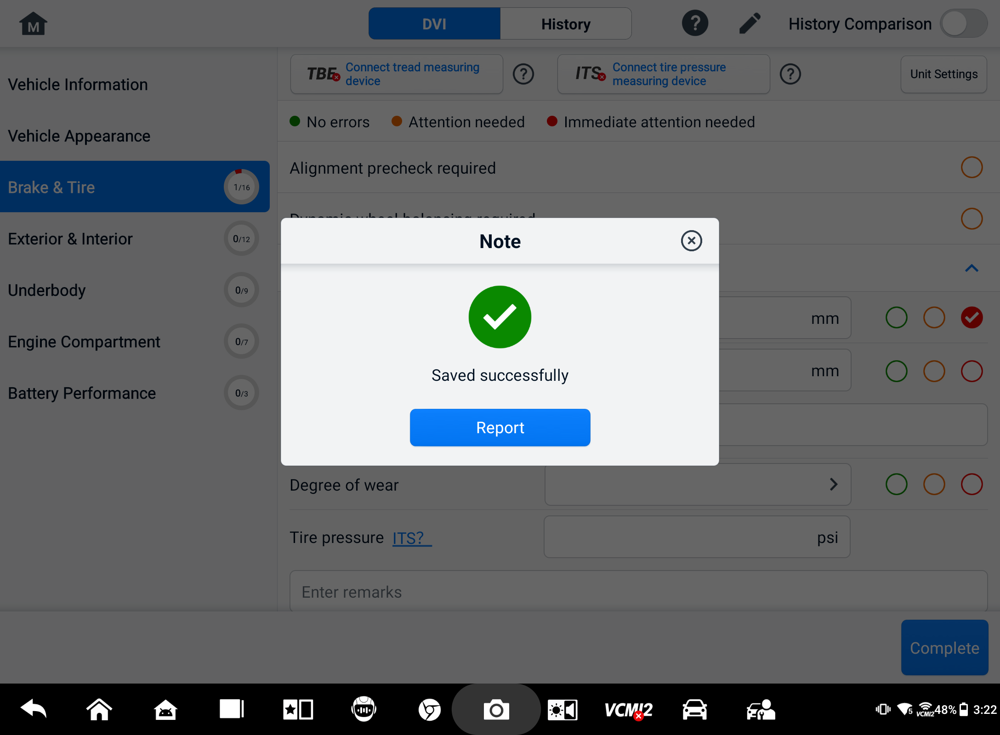 M
DVI
History
History Comparison
TBE Connect tread measuring
device
ITS Connect tire pressure
measuring device
Unit Settings
Vehicle Information
No errors
Attention needed
Immediate attention needed
Vehicle Appearance
Alignment precheck required
Brake & Tire
1/16
Dynamic wheel balancing required
Exterior & Interior
0/12
Note
Underbody
0/9
mm
Engine Compartment
0/7
mm
Saved successfully
Battery Performance
0/3
Report
Degree of wear
Tire pressure ITS?
psi
Enter remarks
Complete
VCMI2
5
VCMI2
48%
3:22